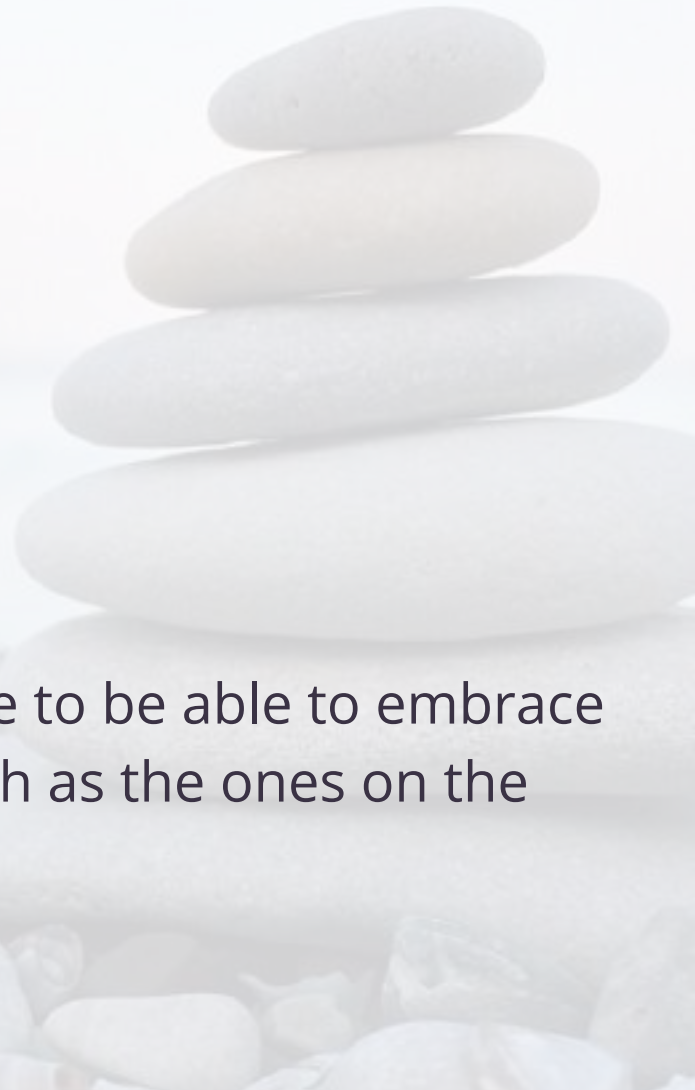 e to be able to embrace
h as the ones on the